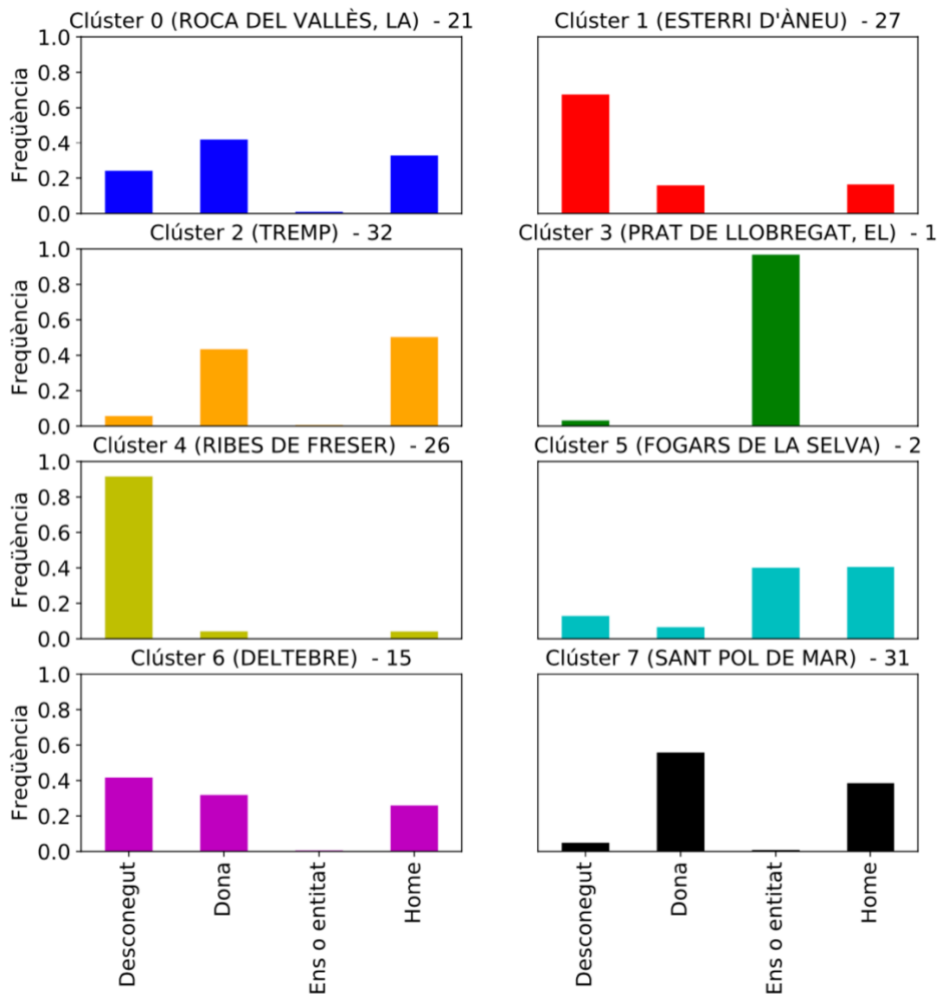 Clúster 0 (ROCA DEL VALLÈS, LA) - 21
Clúster 1 (ESTERRI D'ÀNEU) - 27
1.0
0.8
0.6
0.4
0.2
0.0
Freqüència
Clúster 2 (TREMP) - 32
Clúster 3 (PRAT DE LLOBREGAT, EL) - 1
1.0
0.8
0.6
0.4
0.2
0.0
Freqüència
Clúster 4 (RIBES DE FRESER) - 26
Clúster 5 (FOGARS DE LA SELVA) - 2
1.0
0.8
0.6
0.4
0.2
0.0
Freqüència
Clúster 6 (DELTEBRE) - 15
Clúster 7 (SANT POL DE MAR) - 31
1.0
0.8
0.6
0.4
0.2
0.0
Freqüència
Desconegut
Dona
Ens o entitat
Home
Desconegut
Dona
Ens o entitat
Home